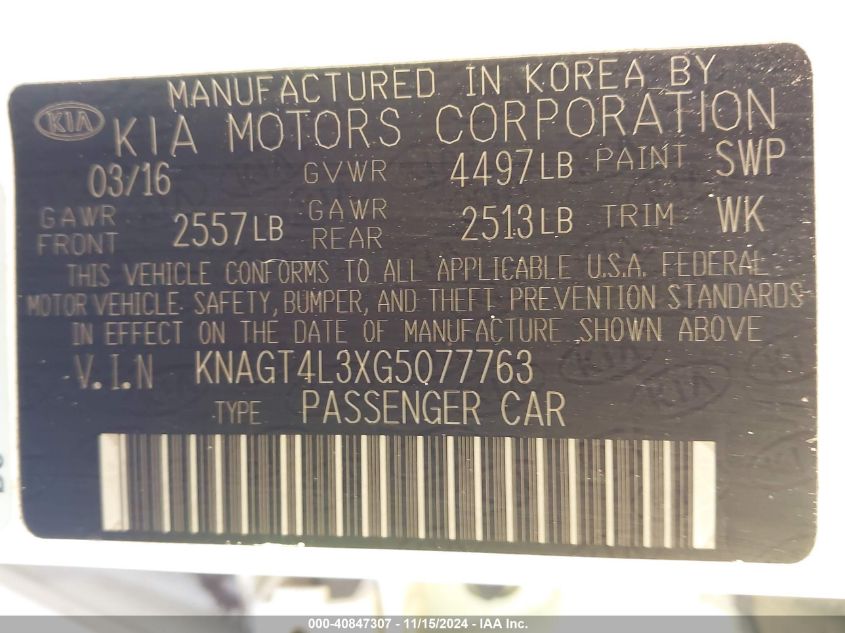 MANUFACTURED IN KOREA BY
KIA KIA MOTORS CORPORATION
03/16 GVWR 4497LB PAINT SWP
GAWR FRONT 2557LB GAWR REAR 2513LB TRIM WK
THIS VEHICLE CONFORMS TO ALL APPLICABLE U.S.A. FEDERAL
MOTOR VEHICLE SAFETY, BUMPER, AND THEFT PREVENTION STANDARDS
IN EFFECT ON THE DATE OF MANUFACTURE SHOWN ABOVE
V.I.N KNAGT4L3XG5077763
TYPE PASSENGER CAR
000-40847307 - 11/15/2024 - IAA Inc.